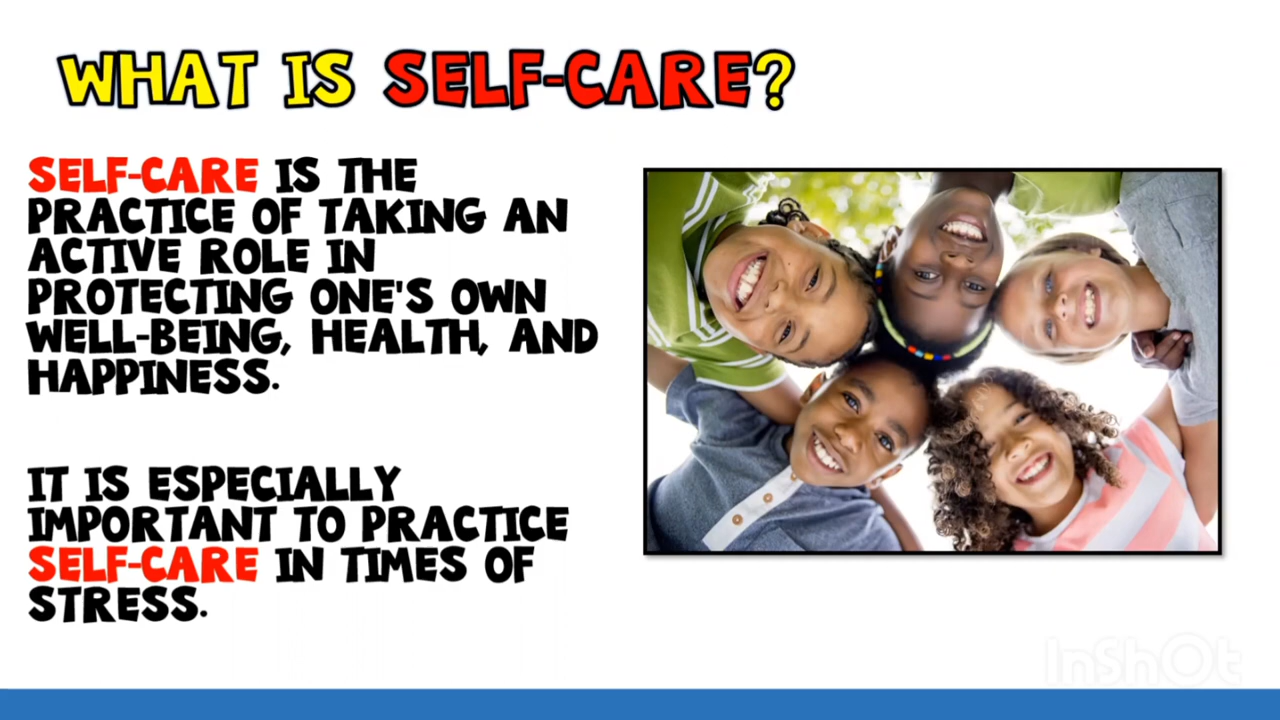 WHAT IS SELF-CARE?
SELF-CARE IS THE
PRACTICE OF TAKING AN
ACTIVE ROLE IN
PROTECTING ONE'S OWN
WELL-BEING, HEALTH, AND
HAPPINESS.
IT IS ESPECIALLY
IMPORTANT TO PRACTICE
SELF-CARE IN TIMES OF
STRESS.
InShOt